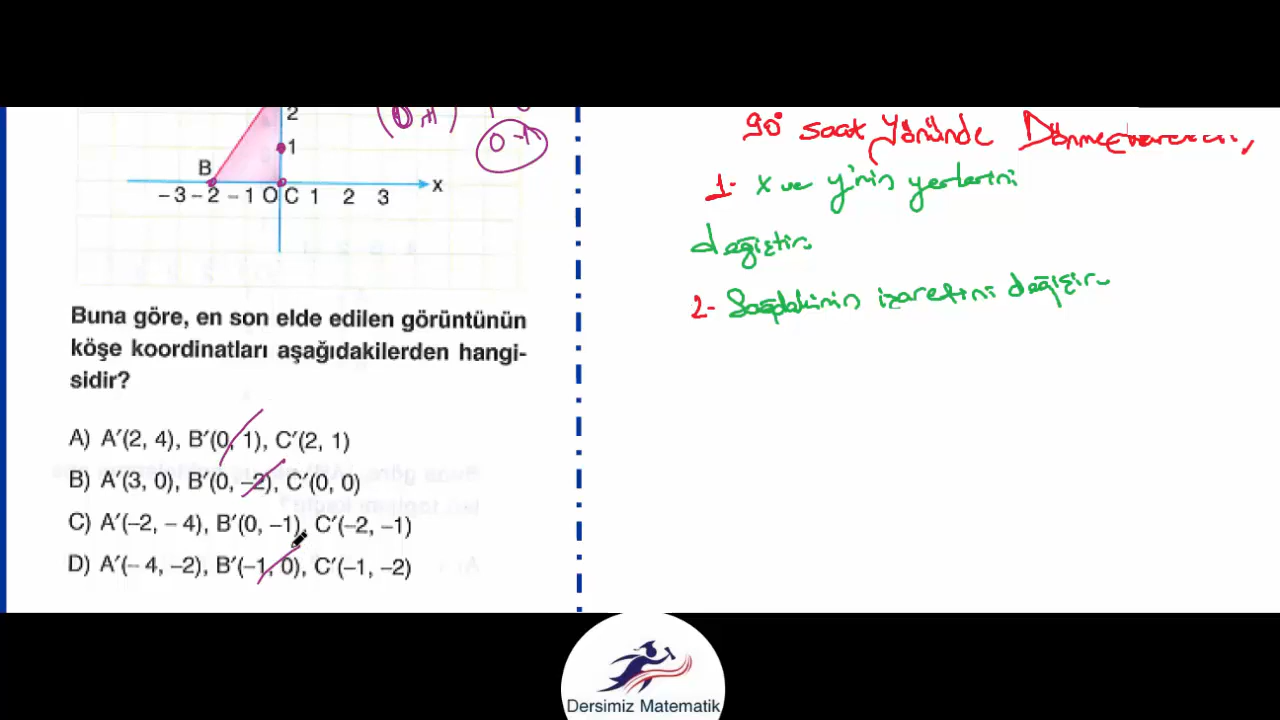 2
1
B
-3 -2 -1 O C 1 2 3 x
Buna göre, en son elde edilen görüntünün
köşe koordinatları aşağıdakilerden hangi-
sidir?
A) A′(2, 4), B′(0, 1), C′(2, 1)
B) A′(3, 0), B′(0, -2), C′(0, 0)
C) A′(-2, - 4), B′(0, -1), C′(-2, -1)
D) A′(- 4, -2), B′(-1, 0), C′(-1, -2)
90° saat Yönünde Dönme
1- x ve y'nin yerlerini
değiştir.
2- Sağdakinin işaretini değiştir.
Dersimiz Matematik